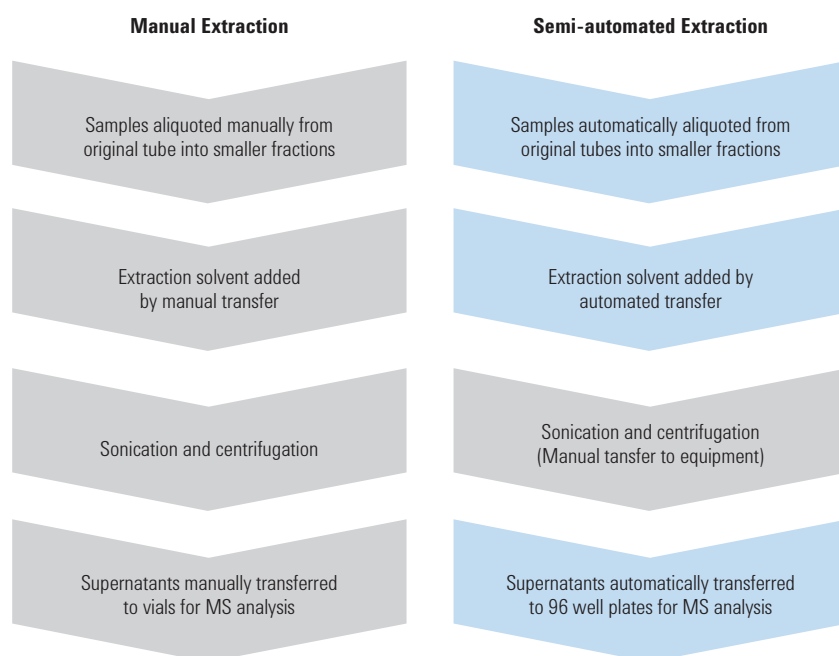 Manual Extraction
Samples aliquoted manually from
original tube into smaller fractions
Extraction solvent added
by manual transfer
Sonication and centrifugation
Supernatants manually transferred
to vials for MS analysis
Semi-automated Extraction
Samples automatically aliquoted from
original tubes into smaller fractions
Extraction solvent added by
automated transfer
Sonication and centrifugation
(Manual tansfer to equipment)
Supernatants automatically transferred
to 96 well plates for MS analysis